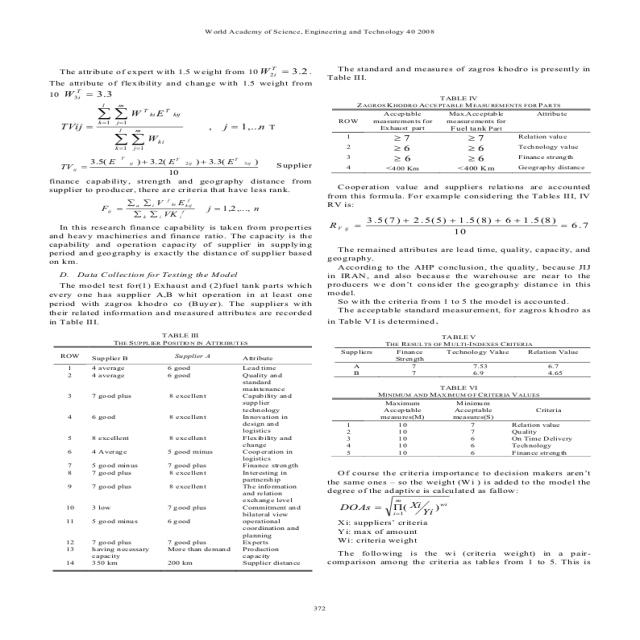 World Academy of Science, Engineering and Technology 40 2008
The attribute of expert with 1.5 weight from 10 W^T_2i = 3.2.
The attribute of flexibility and change with 1.5 weight from
10 W^T_3i = 3.3
TVij = Σ(k=1..l) Σ(j=1..m) W^T ki E^T kij / Σ(k=1..l) Σ(j=1..m) W ki , j = 1,...n T
TV ij = 3.5(E^T ij) + 3.2(E^T 2ij) + 3.3(E^T 3ij) / 10 Supplier
finance capability, strength and geography distance from
supplier to producer, there are criteria that have less rank.
j = 1,2,..., n
In this research finance capability is taken from properties
and heavy machineries and finance ratio. The capacity is the
capability and operation capacity of supplier in supplying
period and geography is exactly the distance of supplier based
on km.
D. Data Collection for Testing the Model
The model test for(1) Exhaust and (2)fuel tank parts which
every one has supplier A,B whit operation in at least one
period with zagros khodro co (Buyer). The suppliers with
their related information and measured attributes are recorded
in Table III.
TABLE III
THE SUPPLIER POSITION IN ATTRIBUTES
ROW Supplier B Supplier A Attribute
1 4 average 6 good Lead time
2 4 average 6 good Quality and
standard
maintenance
3 7 good plus 8 excellent Capability and
supplier
technology
4 6 good 8 excellent Innovation in
design and
logistics
5 8 excellent 8 excellent Flexibility and
change
6 4 Average 5 good minus Cooperation in
logistics
7 5 good minus 7 good plus Finance strength
8 7 good plus 8 excellent Interesting in
partnership
9 7 good plus 8 excellent The information
and relation
exchange level
10 3 low 7 good plus Commitment and
bilateral view
11 5 good minus 6 good operational
coordination and
planning
12 7 good plus 7 good plus Experts
13 having necessary More than demand Production
capacity capacity
14 350 km 200 km Supplier distance
The standard and measures of zagros khodro is presently in
Table III.
TABLE IV
ZAGROS KHODRO ACCEPTABLE MEASUREMENTS FOR PARTS
Acceptable Max.Acceptable Attribute
ROW measurements for measurements for
Exhaust part Fuel tank Part
1 ≥ 7 ≥ 7 Relation value
2 ≥ 6 ≥ 6 Technology value
3 ≥ 6 ≥ 6 Finance strength
4 <400 Km <400 Km Geography distance
Cooperation value and suppliers relations are accounted
from this formula. For example considering the Tables III, IV
RV is:
R V ij = 3.5(7) + 2.5(5) + 1.5(8) + 6 + 1.5(8) / 10 = 6.7
The remained attributes are lead time, quality, capacity, and
geography.
According to the AHP conclusion, the quality, because JIJ
in IRAN, and also because the warehouse are near to the
producers we don't consider the geography distance in this
model.
So with the criteria from 1 to 5 the model is accounted.
The acceptable standard measurement, for zagros khodro as
in Table VI is determined.
TABLE V
THE RESULTS OF MULTI-INDEXES CRITERIA
Suppliers Finance Technology Value Relation Value
Strength
A 7 7.53 6.7
B 7 6.9 4.65
TABLE VI
MINIMUM AND MAXIMUM OF CRITERIA VALUES
Maximum Minimum
Acceptable Acceptable Criteria
measures(M) measures(S)
1 10 7 Relation value
2 10 7 Quality
3 10 6 On Time Delivery
4 10 6 Technology
5 10 6 Finance strength
Of course the criteria importance to decision makers aren't
the same ones – so the weight (Wi ) is added to the model the
degree of the adaptive is calculated as fallow:
DOAs = √ Π(i=1..m) (Xi/Yi)^wi
Xi: suppliers' criteria
Yi: max of amount
Wi: criteria weight
The following is the wi (criteria weight) in a pair-
comparison among the criteria as tables from 1 to 5. This is
372